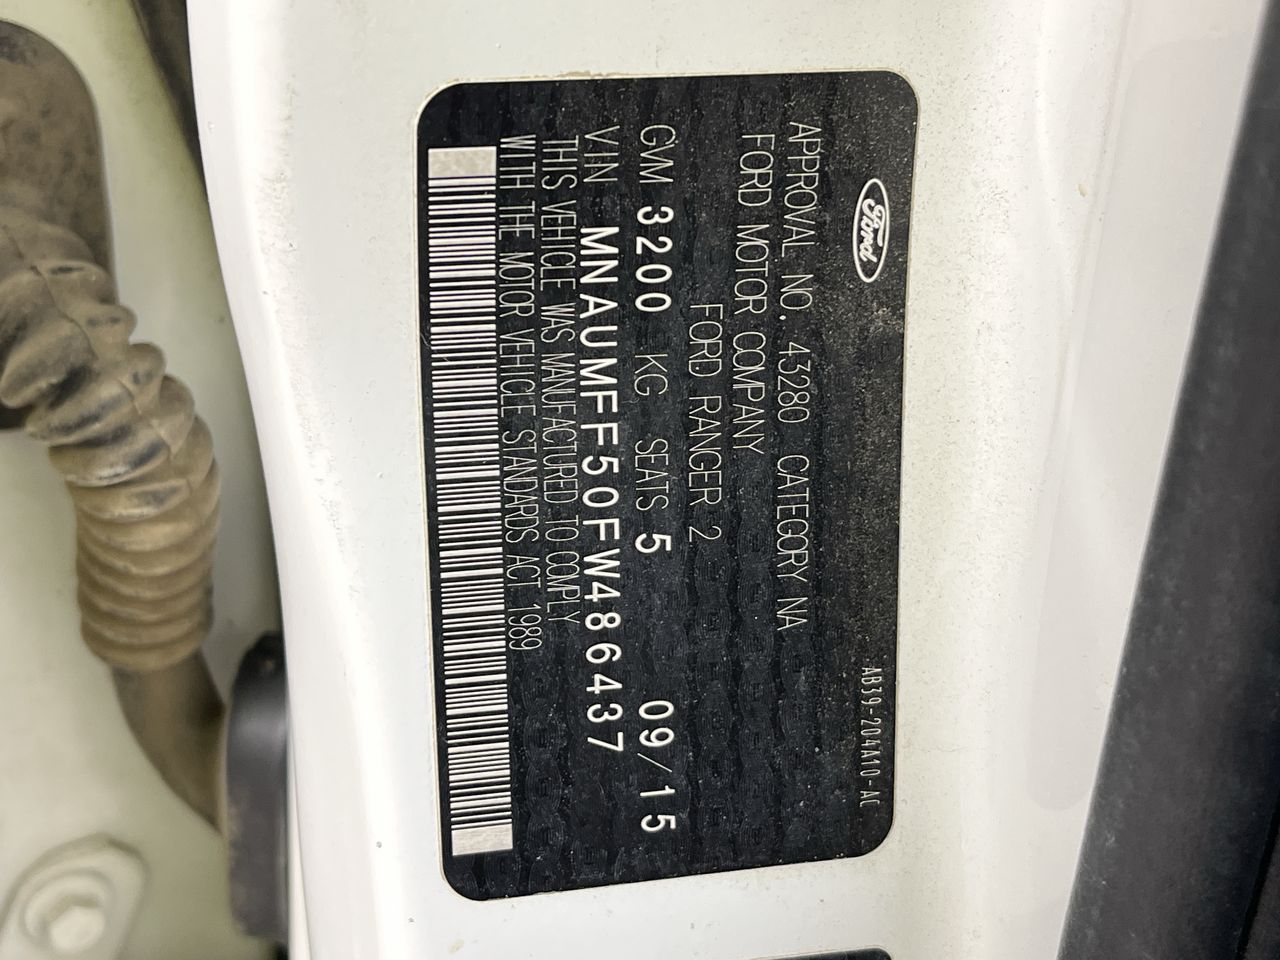 Ford
AB39-204A10-AC
APPROVAL NO. 43280 CATEGORY NA
FORD MOTOR COMPANY
FORD RANGER 2
GVM 3200 KG SEATS 5 09/15
VIN MNAUMFF50FW486437
THIS VEHICLE WAS MANUFACTURED TO COMPLY
WITH THE MOTOR VEHICLE STANDARDS ACT 1989